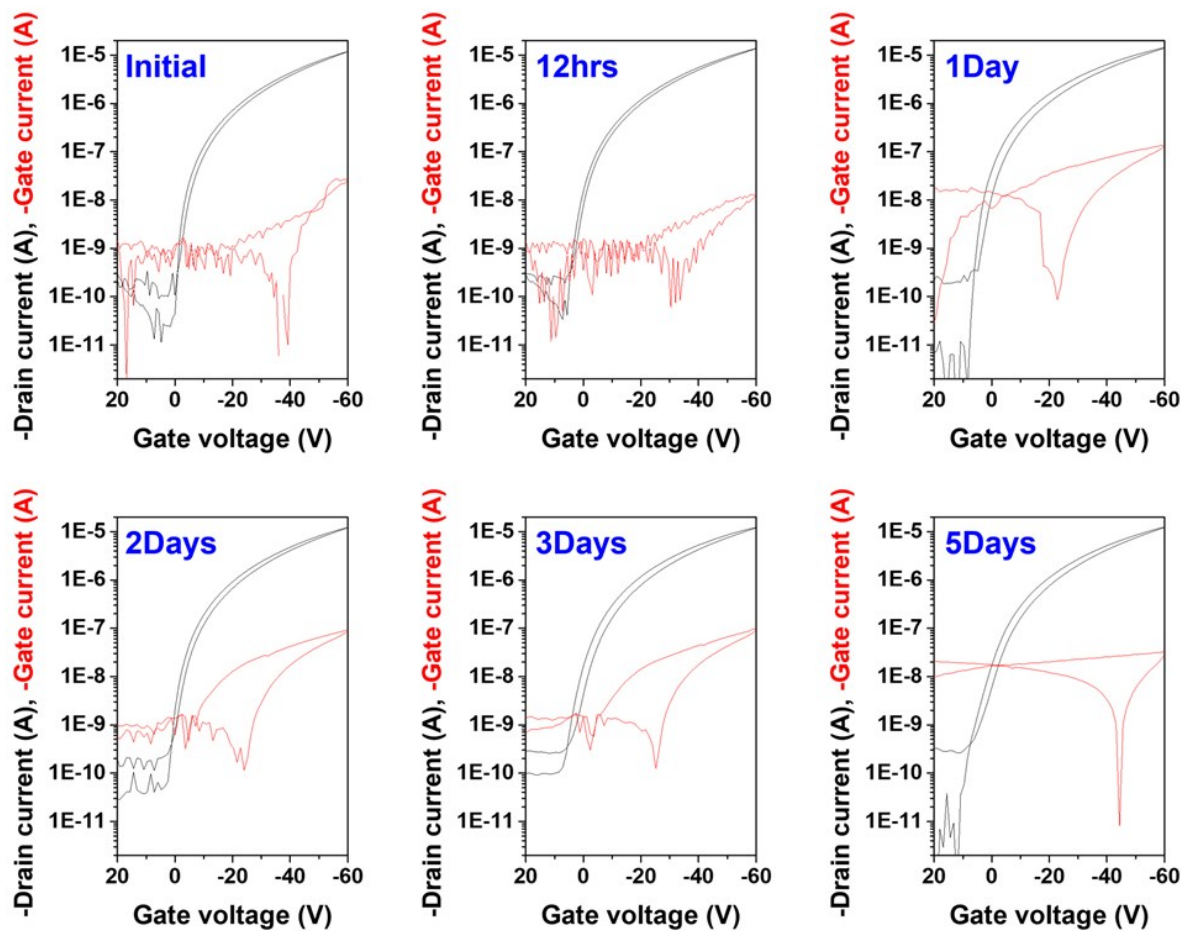 -Drain current (A), -Gate current (A)
1E-5
1E-6
1E-7
1E-8
1E-9
1E-10
1E-11
Initial
20 0 -20 -40 -60
Gate voltage (V)
-Drain current (A), -Gate current (A)
1E-5
1E-6
1E-7
1E-8
1E-9
1E-10
1E-11
12hrs
20 0 -20 -40 -60
Gate voltage (V)
-Drain current (A), -Gate current (A)
1E-5
1E-6
1E-7
1E-8
1E-9
1E-10
1E-11
1Day
20 0 -20 -40 -60
Gate voltage (V)
-Drain current (A), -Gate current (A)
1E-5
1E-6
1E-7
1E-8
1E-9
1E-10
1E-11
2Days
20 0 -20 -40 -60
Gate voltage (V)
-Drain current (A), -Gate current (A)
1E-5
1E-6
1E-7
1E-8
1E-9
1E-10
1E-11
3Days
20 0 -20 -40 -60
Gate voltage (V)
-Drain current (A), -Gate current (A)
1E-5
1E-6
1E-7
1E-8
1E-9
1E-10
1E-11
5Days
20 0 -20 -40 -60
Gate voltage (V)